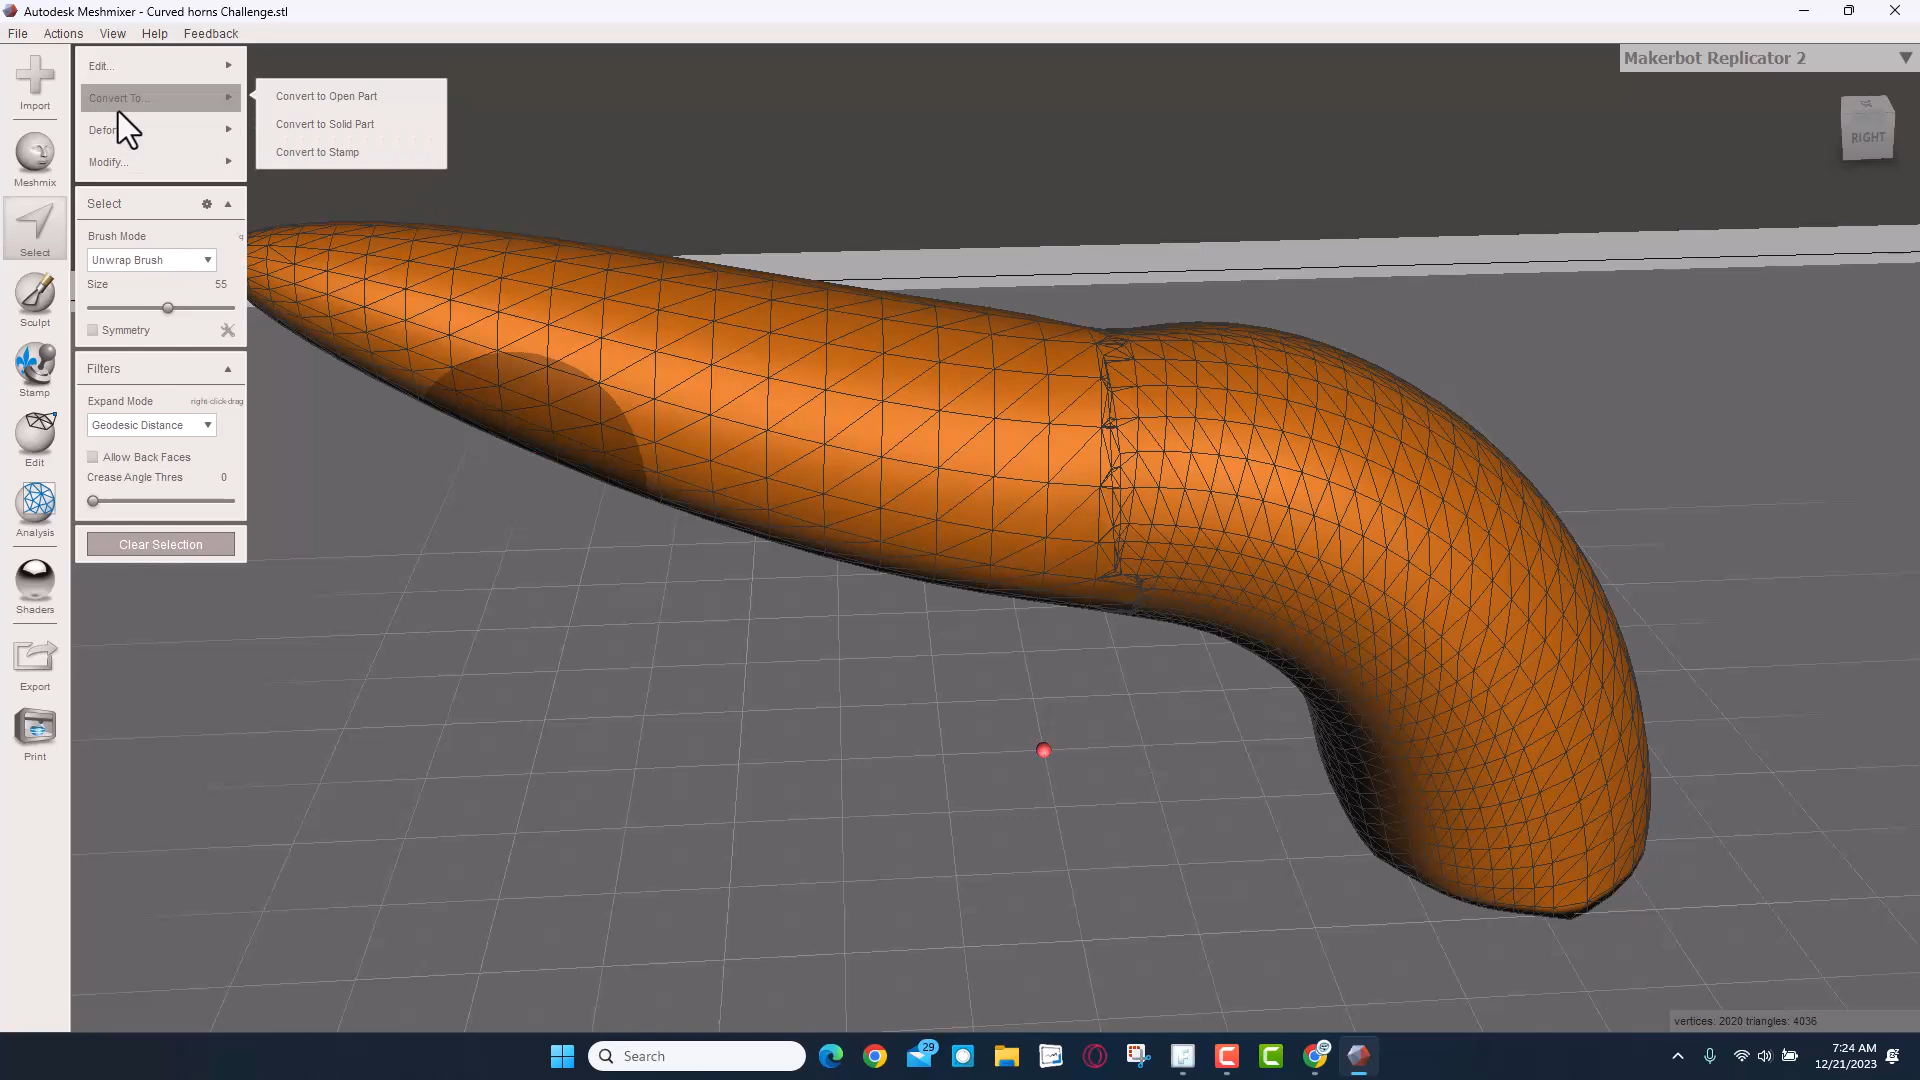 Autodesk Meshmixer - Curved horns Challenge.stl
File Actions View Help Feedback
Makerbot Replicator 2
RIGHT
Import
Meshmix
Select
Sculpt
Stamp
Edit
Analysis
Shaders
Export
Print
Edit...
Convert To...
Defor
Modify...
Convert to Open Part
Convert to Solid Part
Convert to Stamp
Select
Brush Mode
q
Unwrap Brush
Size 55
Symmetry
Filters
Expand Mode right-click-drag
Geodesic Distance
Allow Back Faces
Crease Angle Thres 0
Clear Selection
vertices: 2020 triangles: 4036
Search
29
7:24 AM
12/21/2023